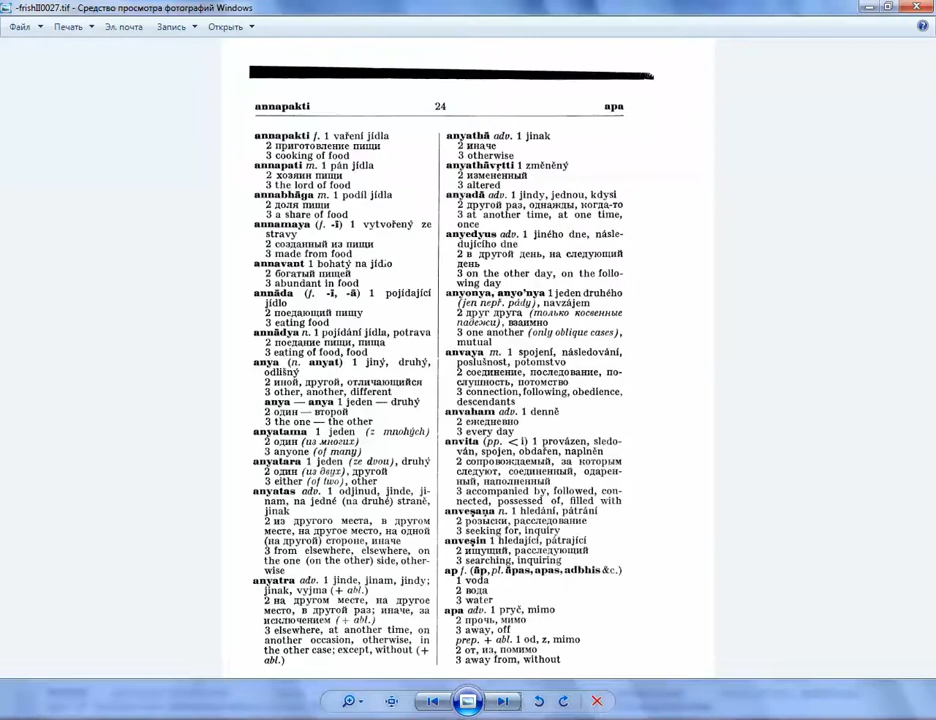 -frishII0027.tif - Средство просмотра фотографий Windows
Файл Печать Эл. почта Запись Открыть
annapakti 24 apa
annapakti f. 1 vaření jídla
2 приготовление пищи
3 cooking of food
annapati m. 1 pán jídla
2 хозяин пищи
3 the lord of food
annabhāga m. 1 podíl jídla
2 доля пищи
3 a share of food
annamaya (f. -ī) 1 vytvořený ze
stravy
2 созданный из пищи
3 made from food
annavant 1 bohatý na jídlo
2 богатый пищей
3 abundant in food
annāda (f. -ī, -ā) 1 pojídající
jídlo
2 поедающий пищу
3 eating food
annādya n. 1 pojídání jídla, potrava
2 поедание пищи, пища
3 eating of food, food
anya (n. anyat) 1 jiný, druhý,
odlišný
2 иной, другой, отличающийся
3 other, another, different
anya — anya 1 jeden — druhý
2 один — второй
3 the one — the other
anyatama 1 jeden (z mnohých)
2 один (из многих)
3 anyone (of many)
anyatara 1 jeden (ze dvou), druhý
2 один (из двух), другой
3 either (of two), other
anyatas adv. 1 odjinud, jinde, ji-
nam, na jedné (na druhé) straně,
jinak
2 из другого места, в другом
месте, на другое место, на одной
(на другой) стороне, иначе
3 from elsewhere, elsewhere, on
the one (on the other) side, other-
wise
anyatra adv. 1 jinde, jinam, jindy;
jinak, vyjma (+ abl.)
2 на другом месте, на другое
место, в другой раз; иначе, за
исключением (+ abl.)
3 elsewhere, at another time, on
another occasion, otherwise, in
the other case; except, without (+
abl.)
anyathā adv. 1 jinak
2 иначе
3 otherwise
anyathāvṛtti 1 změněný
2 измененный
3 altered
anyadā adv. 1 jindy, jednou, kdysi
2 другой раз, однажды, когда-то
3 at another time, at one time,
once
anyedyus adv. 1 jiného dne, násle-
dujícího dne
2 в другой день, на следующий
день
3 on the other day, on the follo-
wing day
anyonya, anyo'nya 1 jeden druhého
(jen nepř. pády), navzájem
2 друг друга (только косвенные
падежи), взаимно
3 one another (only oblique cases),
mutual
anvaya m. 1 spojení, následování,
poslušnost, potomstvo
2 соединение, последование, по-
слушность, потомство
3 connection, following, obedience,
descendants
anvaham adv. 1 denně
2 ежедневно
3 every day
anvita (pp. < i) 1 provázen, sledo-
ván, spojen, obdařen, naplněn
2 сопровождаемый, за которым
следуют, соединенный, одарен-
ный, наполненный
3 accompanied by, followed, con-
nected, possessed of, filled with
anveṣaṇa n. 1 hledání, pátrání
2 розыски, расследование
3 seeking for, inquiry
anveṣin 1 hledající, pátrající
2 ищущий, расследующий
3 searching, inquiring
ap f. (āp, pl. āpas, apas, adbhis &c.)
1 voda
2 вода
3 water
apa adv. 1 pryč, mimo
2 прочь, мимо
3 away, off
prep. + abl. 1 od, z, mimo
2 от, из, помимо
3 away from, without